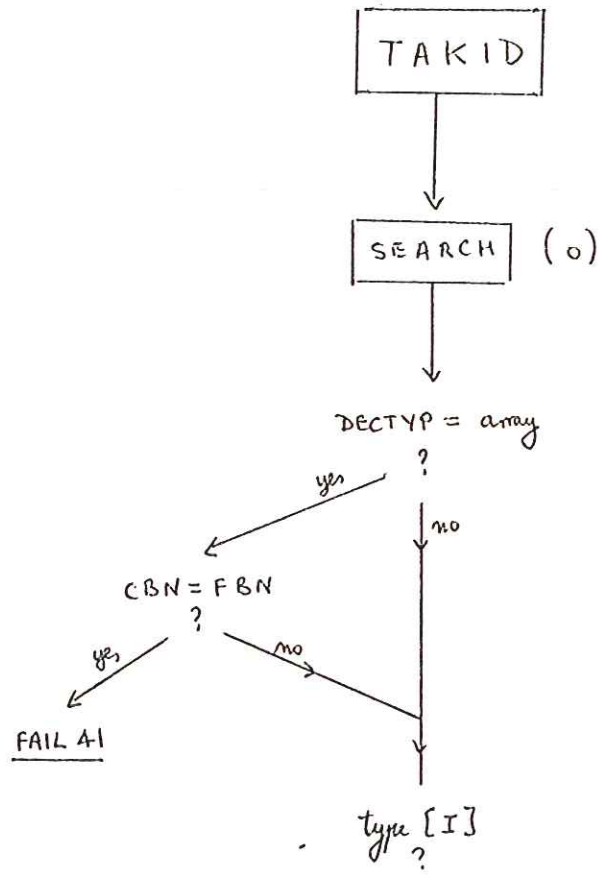 TAKID
SEARCH (0)
DECTYP = array
?
yes
no
CBN = FBN
?
yes
no
FAIL 41
type [I]
?